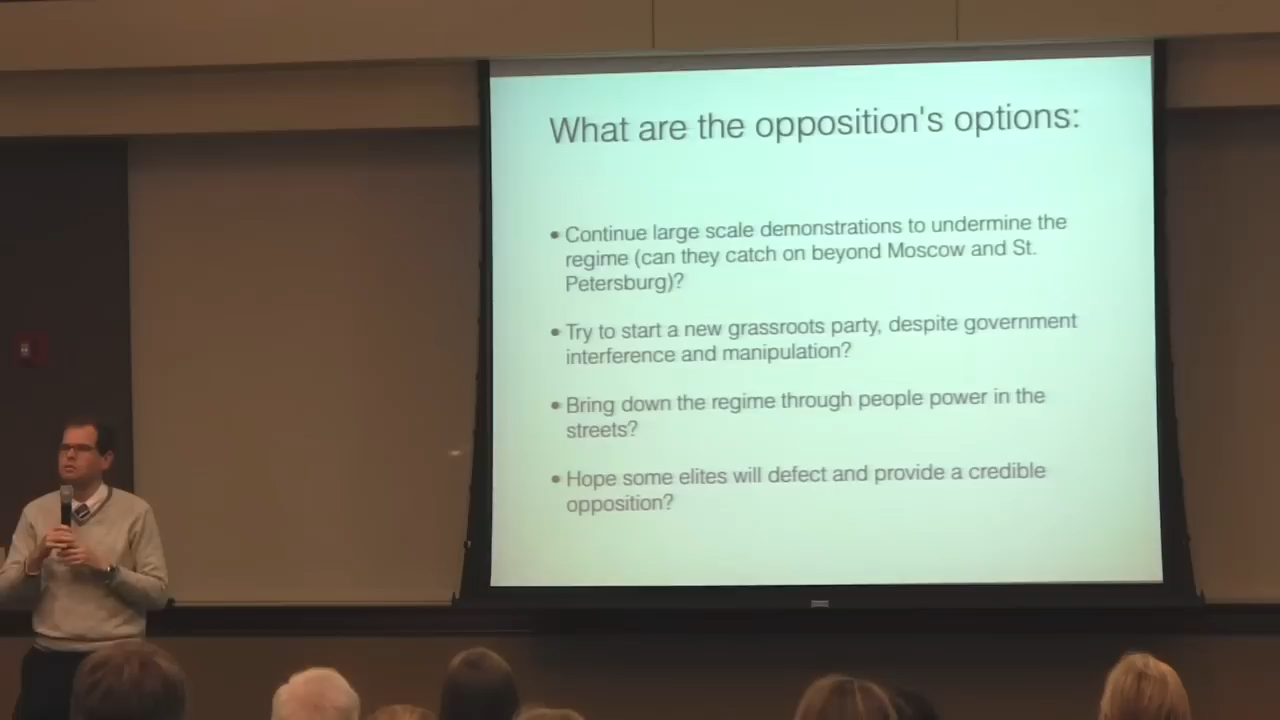 What are the opposition's options:
• Continue large scale demonstrations to undermine the
regime (can they catch on beyond Moscow and St.
Petersburg)?
• Try to start a new grassroots party, despite government
interference and manipulation?
• Bring down the regime through people power in the
streets?
• Hope some elites will defect and provide a credible
opposition?